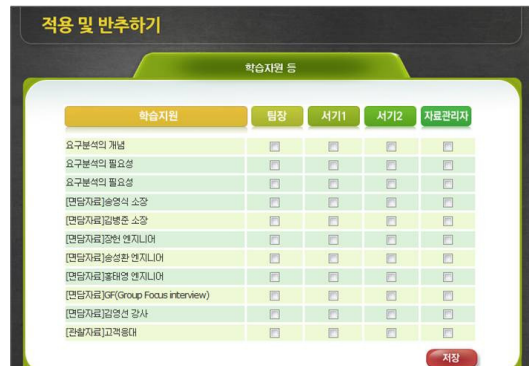 적용 및 반추하기
학습자원 등
학습지원 팀장 서기1 서기2 자료관리자
요구분석의 개념
요구분석의 필요성
요구분석의 필요성
[면담자료]송영식 소장
[면담자료]김병준 소장
[면담자료]장헌 엔지니어
[면담자료]송성환 엔지니어
[면담자료]홍태영 엔지니어
[면담자료]GF(Group Focus interview)
[면담자료]김영선 강사
[관찰자료]고객응대
저장